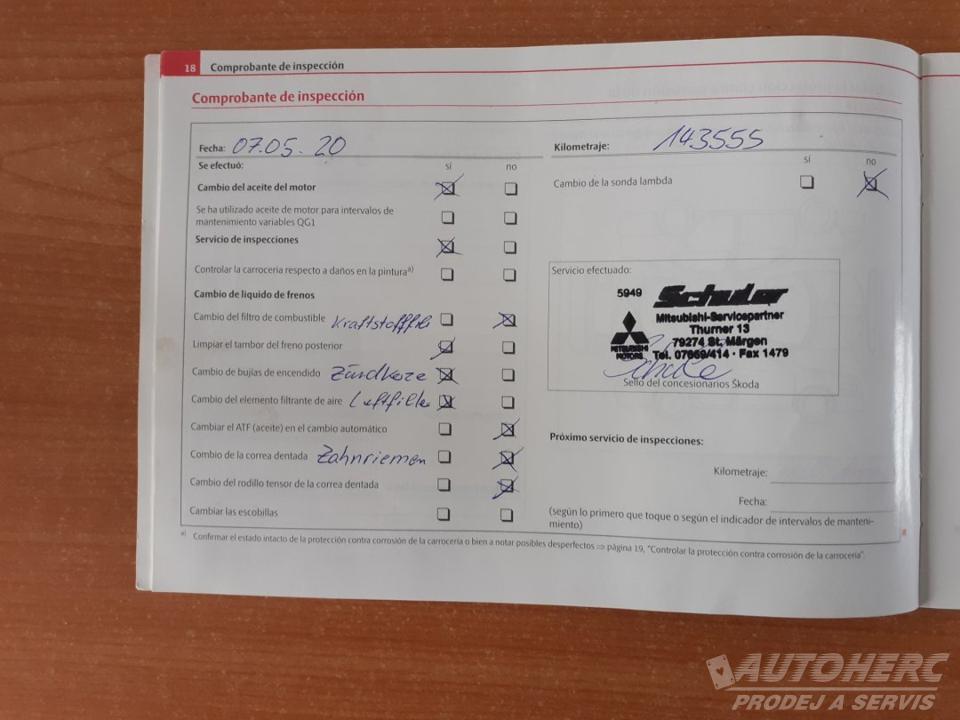 18 Comprobante de inspección
Comprobante de inspección
Fecha: 07.05.20
Kilometraje: 143555
Se efectuó: sí no
sí no
Cambio del aceite del motor
Cambio de la sonda lambda
Se ha utilizado aceite de motor para intervalos de
mantenimiento variables QG1
Servicio de inspecciones
Controlar la carrocería respecto a daños en la pintura a)
Cambio de liquido de frenos
Cambio del filtro de combustible Kraftstofffil
Limpiar el tambor del freno posterior
Cambio de bujías de encendido Zündkerze
Cambio del elemento filtrante de aire Luftfilter
Cambiar el ATF (aceite) en el cambio automático
Combio de la correa dentada Zahnriemen
Cambio del rodillo tensor de la correa dentada
Cambiar las escobillas
Servicio efectuado:
5949 Schuler
Mitsubishi-Servicepartner
Thurner 13
79274 St. Märgen
MITSUBISHI MOTORS
Tel. 07669/414 · Fax 1479
Sello del concesionarios Škoda
Próximo servicio de inspecciones:
Kilometraje:
Fecha:
(según lo primero que toque o según el indicador de intervalos de manteni-
miento)
a) Confirmar el estado intacto de la protección contra corrosión de la carrocería o bien a notar posibles desperfectos ⇒ página 19, "Controlar la protección contra corrosión de la carrocería".
AUTOHERC
PRODEJ A SERVIS